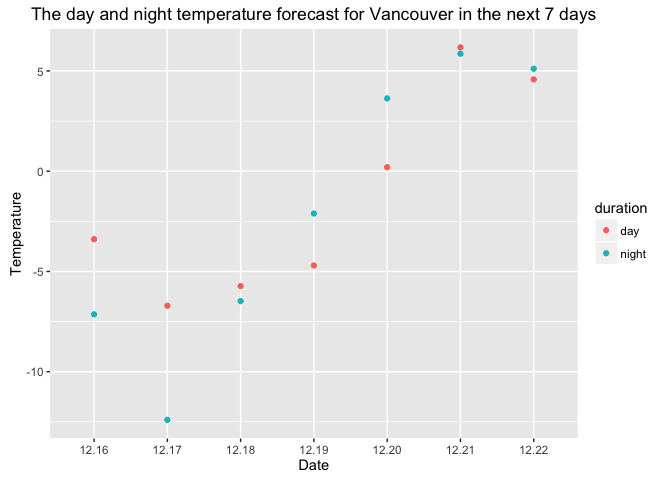 The day and night temperature forecast for Vancouver in the next 7 days
Temperature
5
0
-5
-10
12.16 12.17 12.18 12.19 12.20 12.21 12.22
Date
duration
day
night